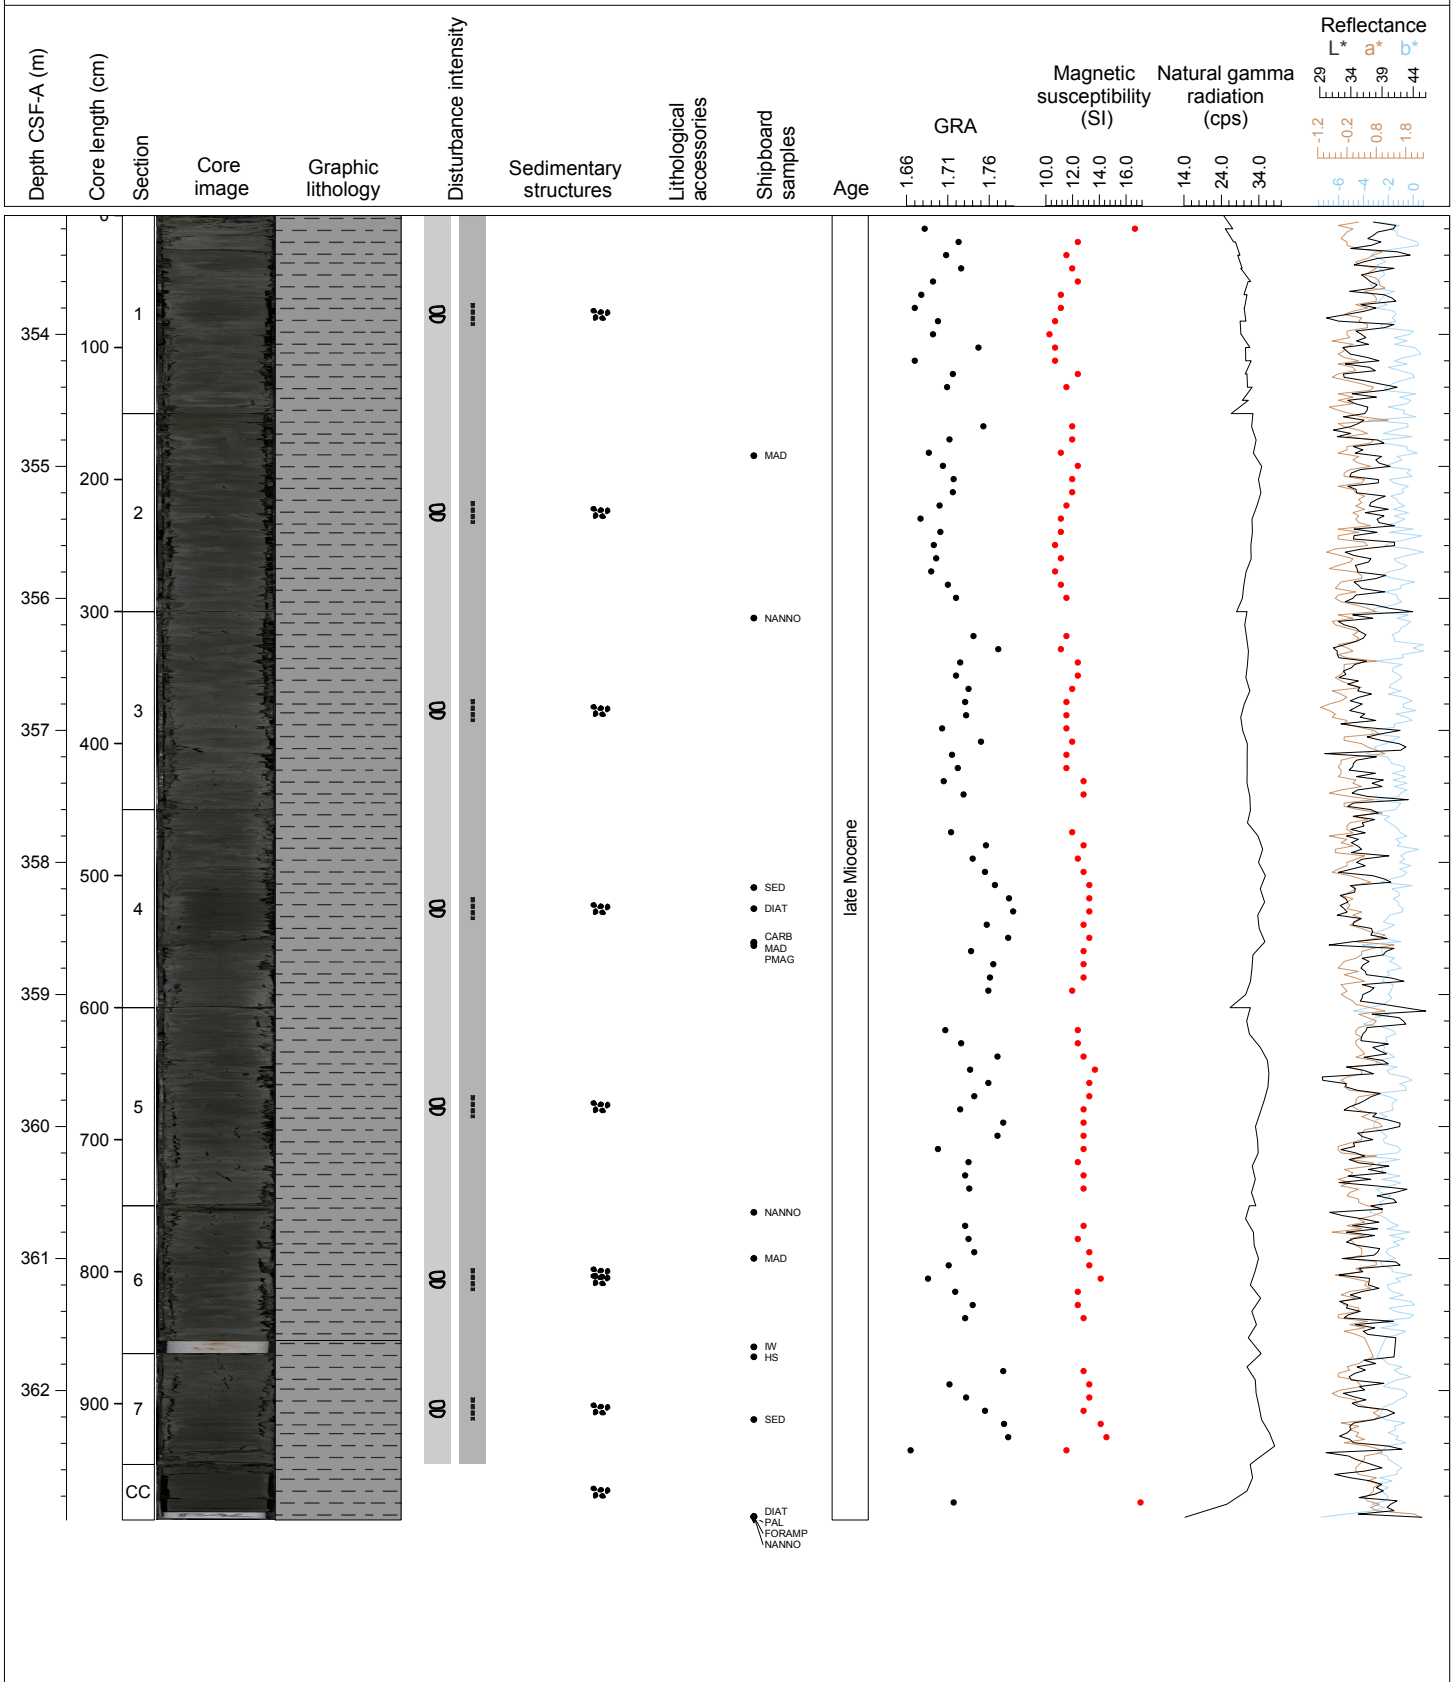 Depth CSF-A (m)
Core length (cm)
Section
Core
image
Graphic
lithology
Disturbance intensity
Sedimentary
structures
Lithological
accessories
Shipboard
samples
Age
GRA
1.66 1.71 1.76
Magnetic
susceptibility
(SI)
10.0 12.0 14.0 16.0
Natural gamma
radiation
(cps)
14.0 24.0 34.0
Reflectance
L* a* b*
29 34 39 44
-1.2 -0.2 0.8 1.8
-6 -4 -2 0
0
1
354
100
MAD
355
200
2
356
300
NANNO
3
357
400
late Miocene
358
500
SED
4
DIAT
CARB
MAD
PMAG
359
600
5
360
700
NANNO
361
MAD
800
6
IW
HS
362
900
7
SED
CC
DIAT
PAL
FORAMP
NANNO